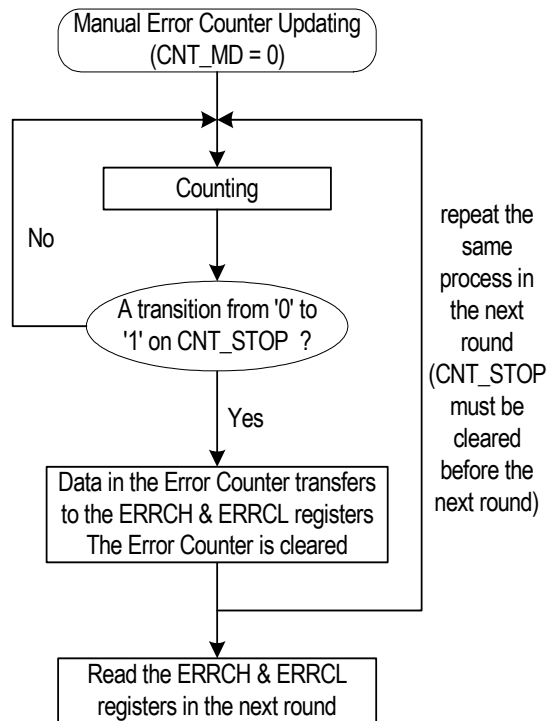 Manual Error Counter Updating
(CNT_MD = 0)
Counting
No
A transition from '0' to
'1' on CNT_STOP ?
Yes
Data in the Error Counter transfers
to the ERRCH & ERRCL registers
The Error Counter is cleared
repeat the
same
process in
the next
round
(CNT_STOP
must be
cleared
before the
next round)
Read the ERRCH & ERRCL
registers in the next round